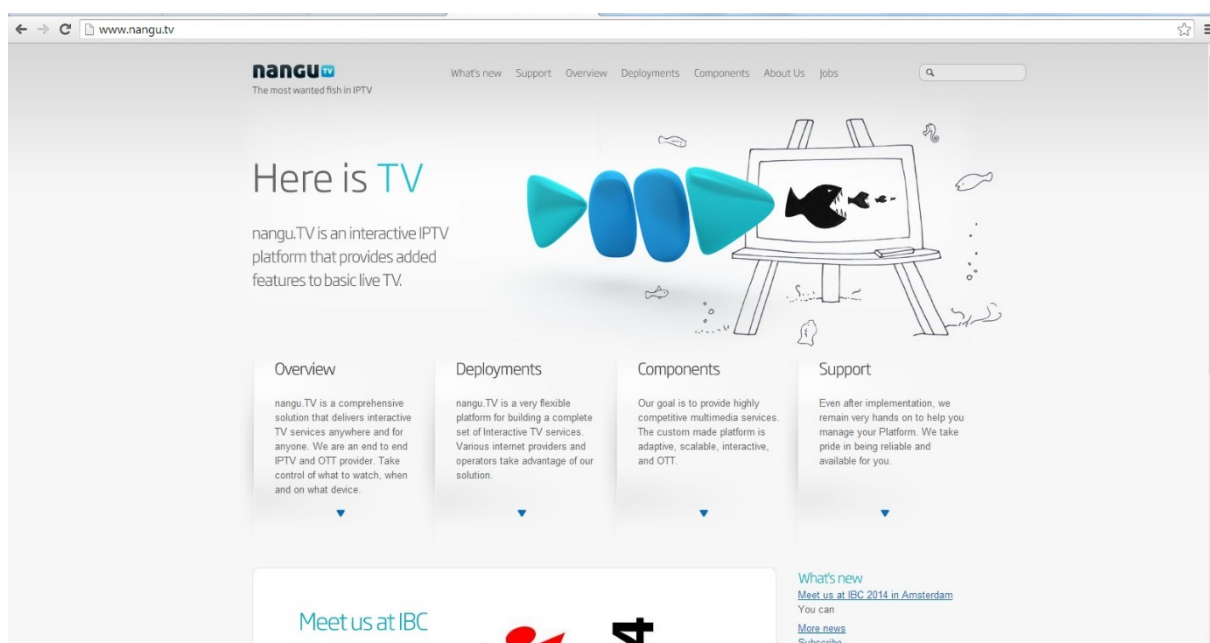 www.nangu.tv
nanGU TV
The most wanted fish in IPTV
What's new Support Overview Deployments Components About Us Jobs
Here is TV
nangu.TV is an interactive IPTV
platform that provides added
features to basic live TV.
Overview
nangu.TV is a comprehensive
solution that delivers interactive
TV services anywhere and for
anyone. We are an end to end
IPTV and OTT provider. Take
control of what to watch, when
and on what device.
Deployments
nangu.TV is a very flexible
platform for building a complete
set of Interactive TV services.
Various internet providers and
operators take advantage of our
solution.
Components
Our goal is to provide highly
competitive multimedia services.
The custom made platform is
adaptive, scalable, interactive,
and OTT.
Support
Even after implementation, we
remain very hands on to help you
manage your Platform. We take
pride in being reliable and
available for you.
Meet us at IBC
4
What's new
Meet us at IBC 2014 in Amsterdam
You can
More news
Subscribe